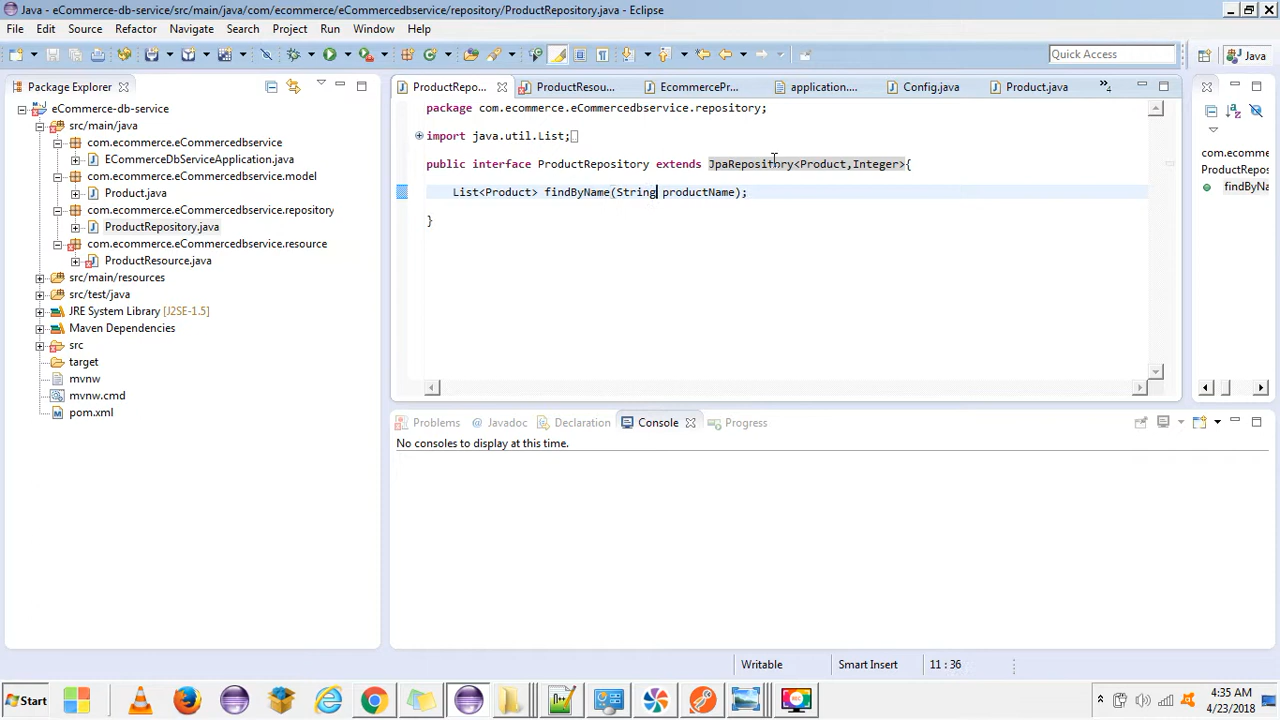 Java - eCommerce-db-service/src/main/java/com/ecommerce/eCommercedbservice/repository/ProductRepository.java - Eclipse
File Edit Source Refactor Navigate Search Project Run Window Help
Quick Access
Java
Package Explorer
eCommerce-db-service
src/main/java
com.ecommerce.eCommercedbservice
ECommerceDbServiceApplication.java
com.ecommerce.eCommercedbservice.model
Product.java
com.ecommerce.eCommercedbservice.repository
ProductRepository.java
com.ecommerce.eCommercedbservice.resource
ProductResource.java
src/main/resources
src/test/java
JRE System Library [J2SE-1.5]
Maven Dependencies
src
target
mvnw
mvnw.cmd
pom.xml
ProductRepo... ProductResou... EcommercePr... application.... Config.java Product.java »4
package com.ecommerce.eCommercedbservice.repository;
import java.util.List;
public interface ProductRepository extends JpaRepository<Product,Integer>{
List<Product> findByName(String productName);
}
com.ecomme
ProductRepos
findByNa
Problems @ Javadoc Declaration Console Progress
No consoles to display at this time.
Writable Smart Insert 11 : 36
Start
4:35 AM
4/23/2018